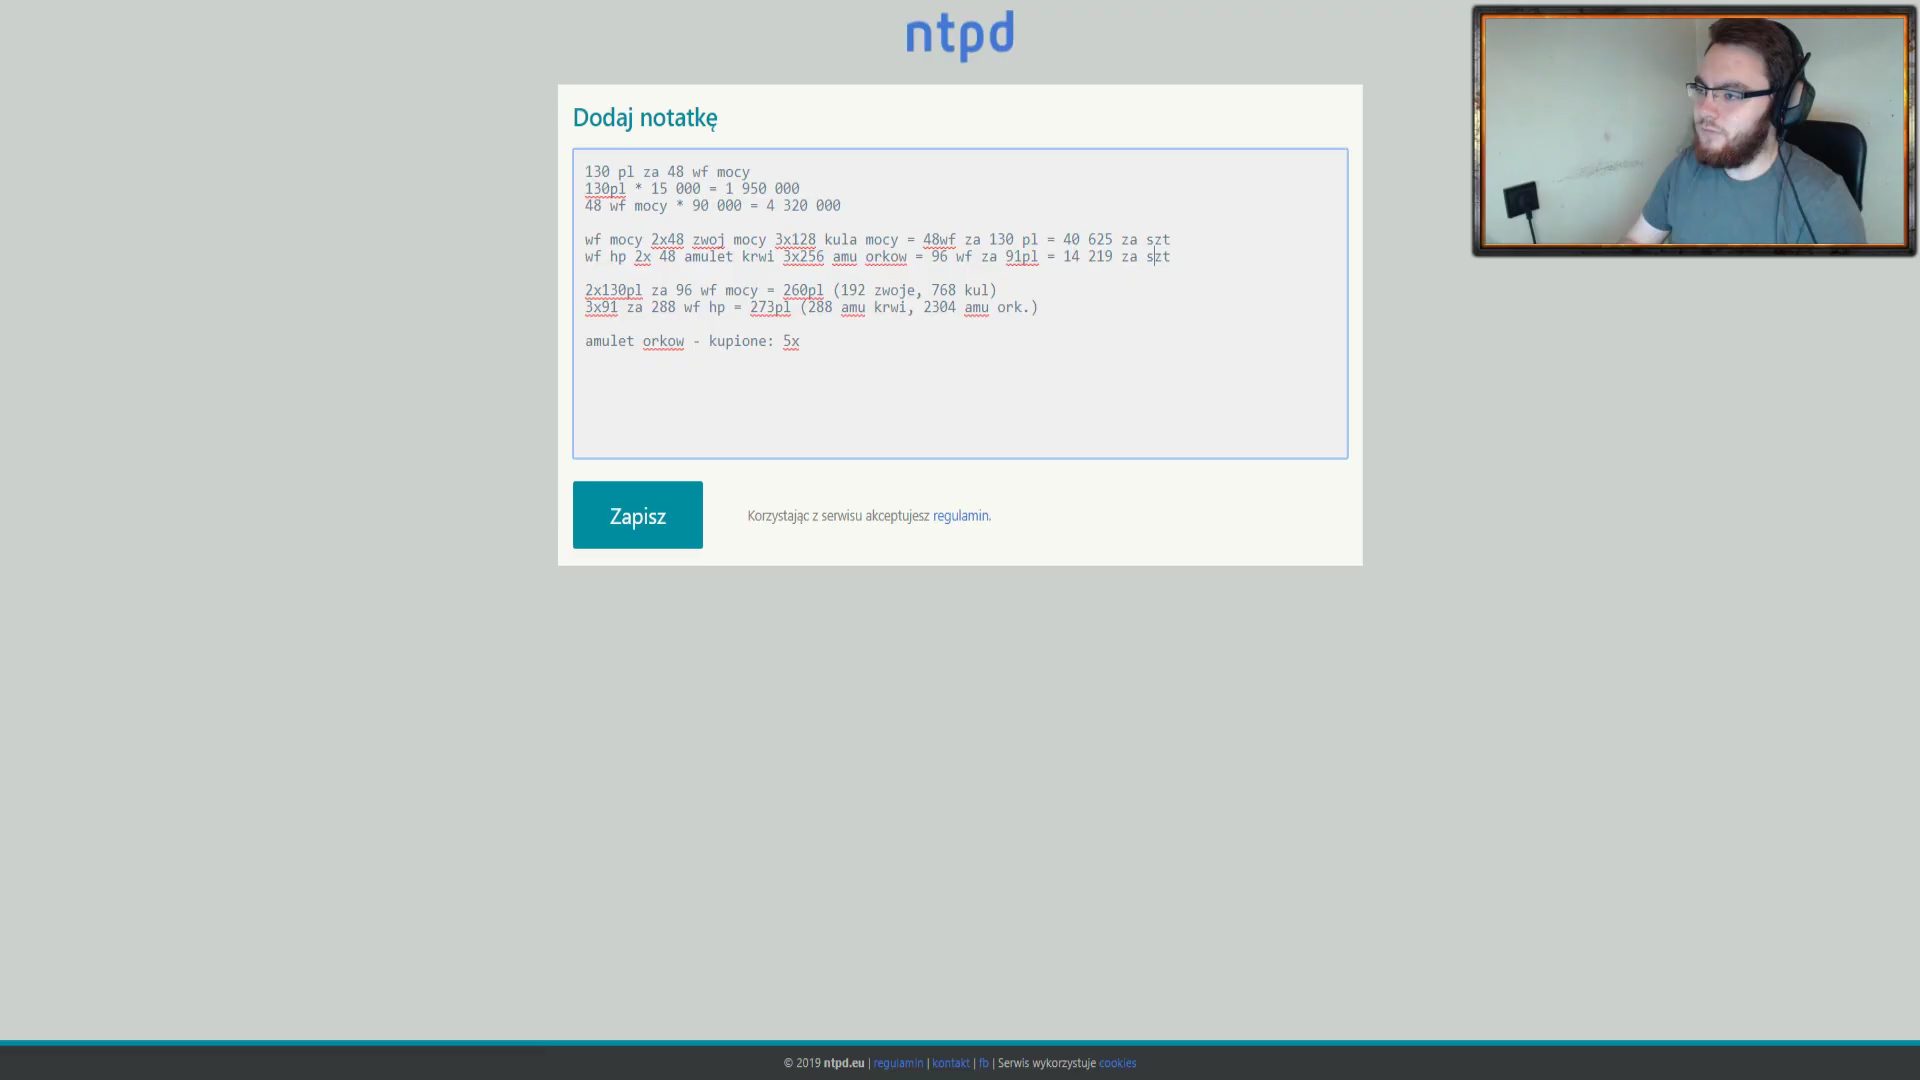 ntpd
Dodaj notatkę
130 pl za 48 wf mocy
130pl * 15 000 = 1 950 000
48 wf mocy * 90 000 = 4 320 000
wf mocy 2x48 zwoj mocy 3x128 kula mocy = 48wf za 130 pl = 40 625 za szt
wf hp 2x 48 amulet krwi 3x256 amu orkow = 96 wf za 91pl = 14 219 za szt
2x130pl za 96 wf mocy = 260pl (192 zwoje, 768 kul)
3x91 za 288 wf hp = 273pl (288 amu krwi, 2304 amu ork.)
amulet orkow - kupione: 5x
Zapisz
Korzystając z serwisu akceptujesz regulamin.
© 2019 ntpd.eu | regulamin | kontakt | fb | Serwis wykorzystuje cookies